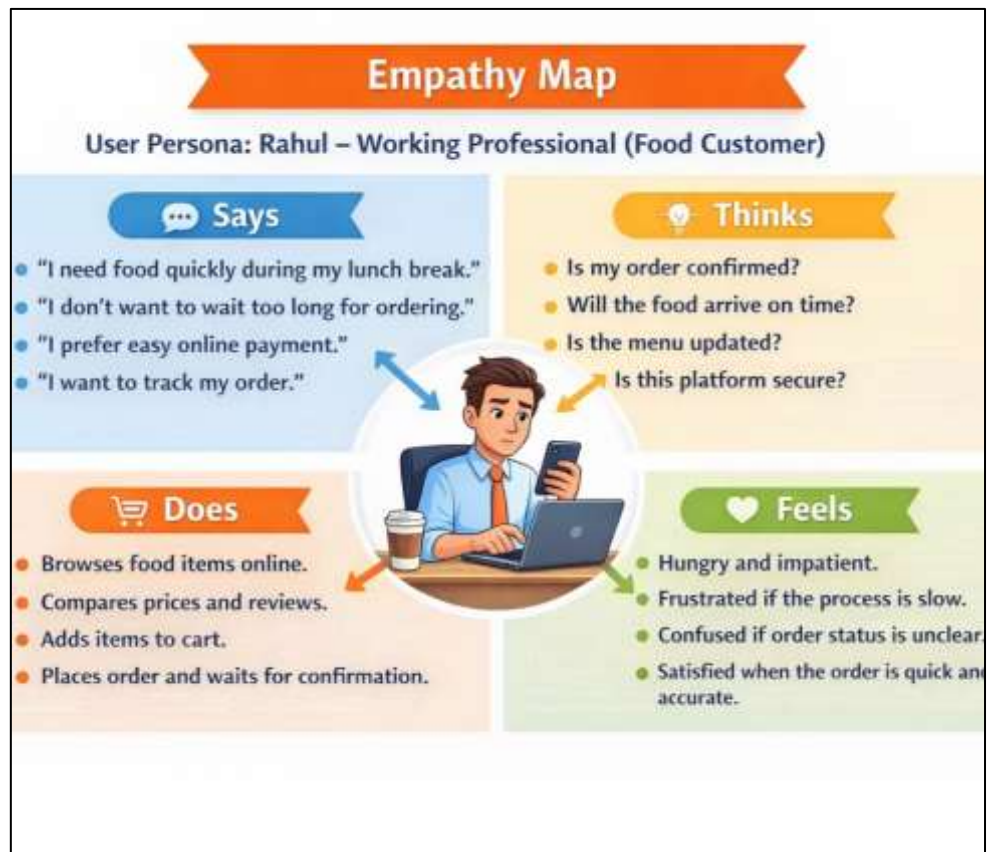 Empathy Map
User Persona: Rahul – Working Professional (Food Customer)
Says
“I need food quickly during my lunch break.”
“I don’t want to wait too long for ordering.”
“I prefer easy online payment.”
“I want to track my order.”
Thinks
Is my order confirmed?
Will the food arrive on time?
Is the menu updated?
Is this platform secure?
Does
Browses food items online.
Compares prices and reviews.
Adds items to cart.
Places order and waits for confirmation.
Feels
Hungry and impatient.
Frustrated if the process is slow.
Confused if order status is unclear.
Satisfied when the order is quick and
accurate.